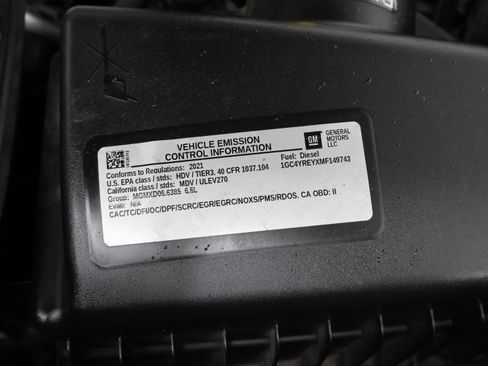 VEHICLE EMISSION
CONTROL INFORMATION
GM
GENERAL
MOTORS
LLC
Conforms to Regulations: 2021
Fuel: Diesel
U.S. EPA class / stds: HDV / TIER3, 40 CFR 1037.104
1GC4YREYXMF149743
California class / stds: MDV / ULEV270
Group: MGMXD06.6385 6.6L
Evap: N/A
CAC/TC/DFI/OC/DPF/SCRC/EGR/EGRC/NOXS/PMS/RDOS. CA OBD: II